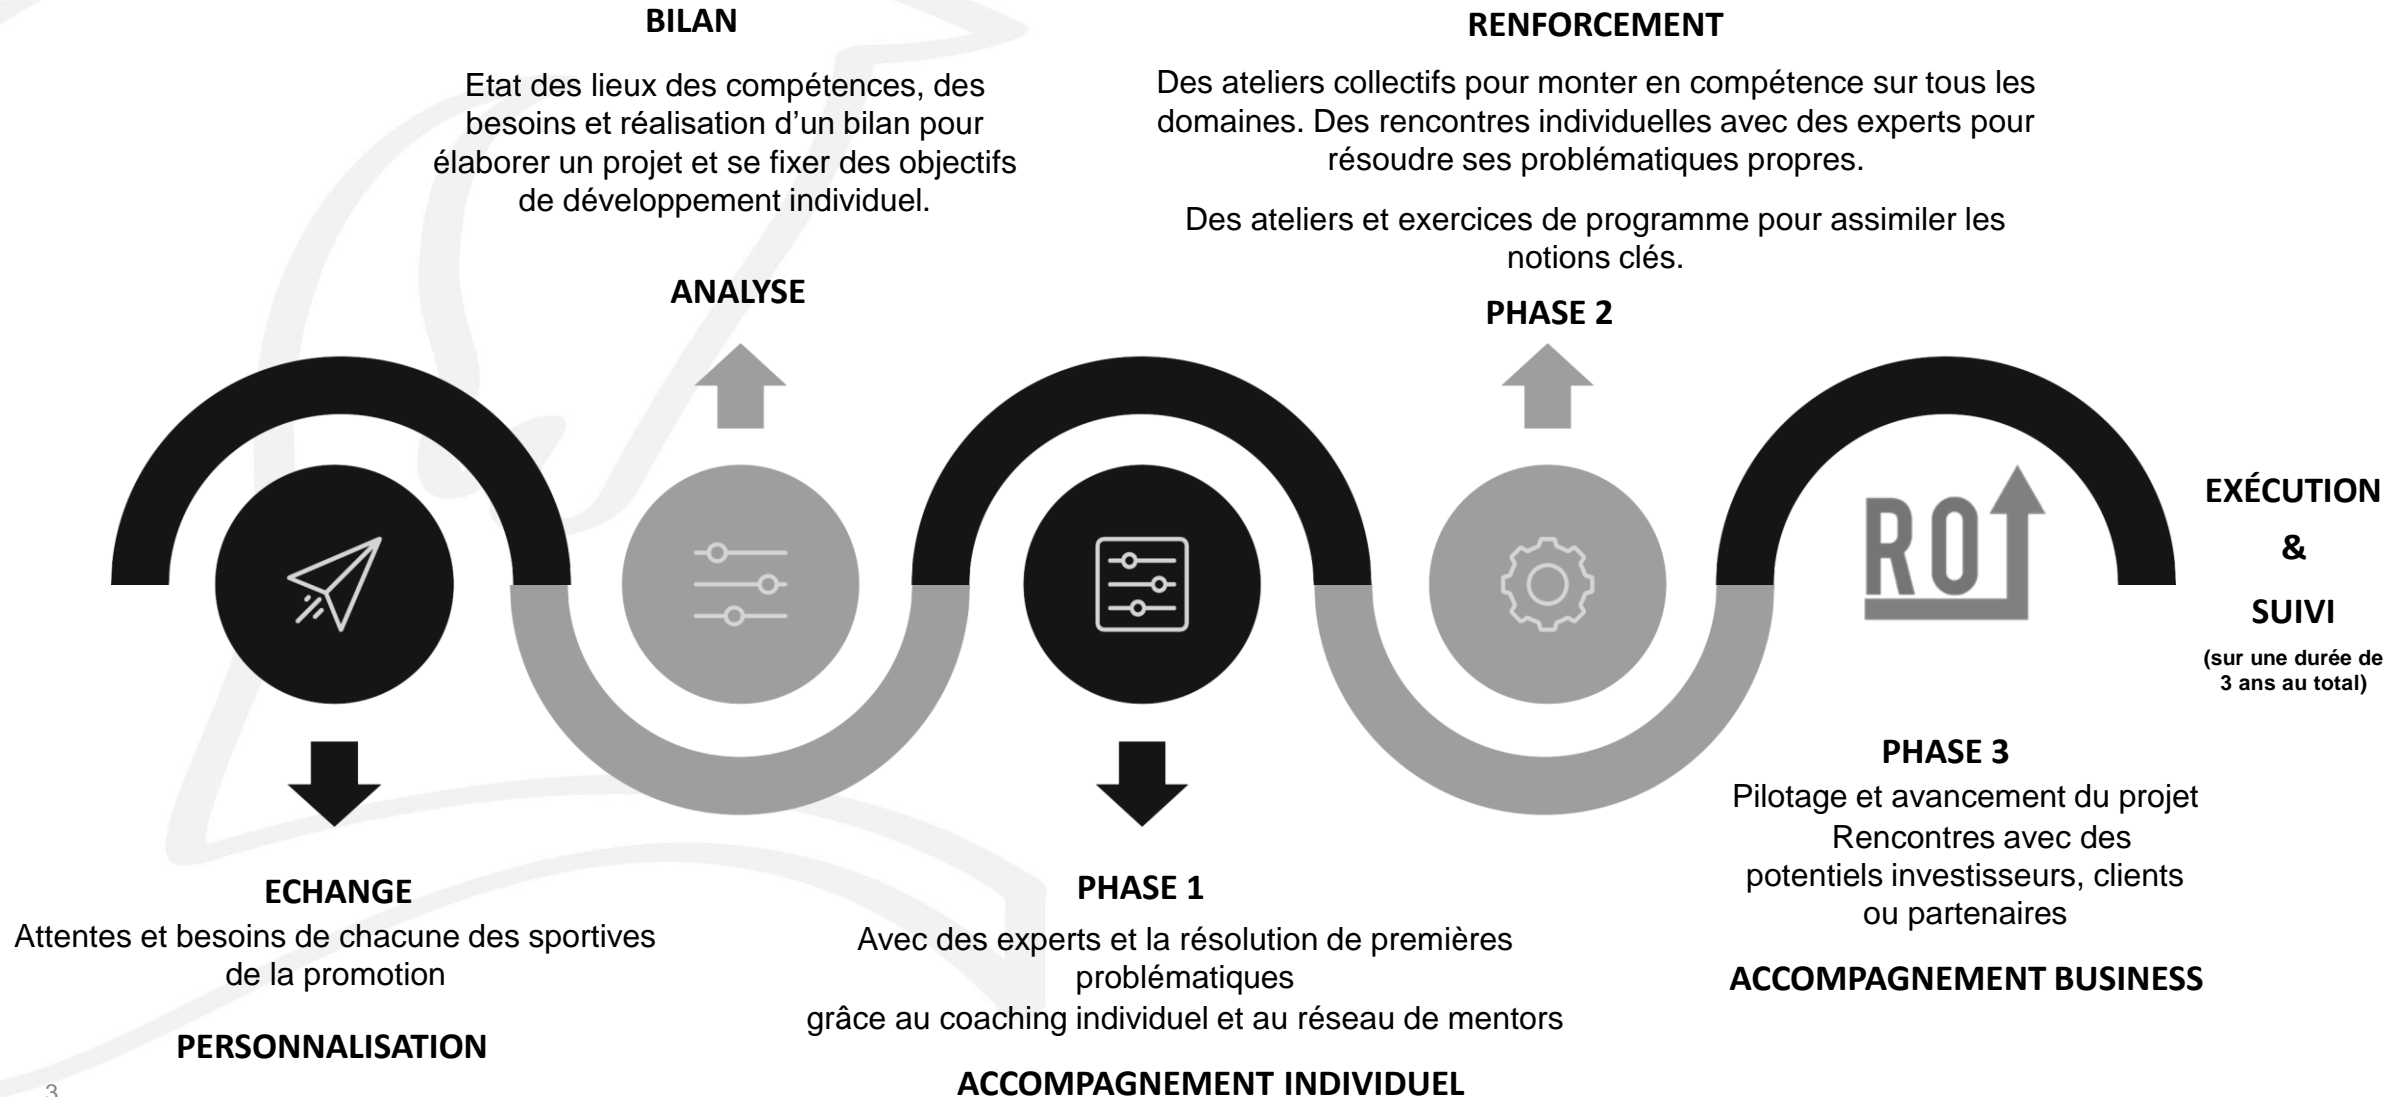 BILAN
Etat des lieux des compétences, des
besoins et réalisation d’un bilan pour
élaborer un projet et se fixer des objectifs
de développement individuel.
ANALYSE
RENFORCEMENT
Des ateliers collectifs pour monter en compétence sur tous les
domaines. Des rencontres individuelles avec des experts pour
résoudre ses problématiques propres.
Des ateliers et exercices de programme pour assimiler les
notions clés.
PHASE 2
ROI
EXÉCUTION
&
SUIVI
(sur une durée de
3 ans au total)
ECHANGE
Attentes et besoins de chacune des sportives
de la promotion
PERSONNALISATION
PHASE 1
Avec des experts et la résolution de premières
problématiques
grâce au coaching individuel et au réseau de mentors
ACCOMPAGNEMENT INDIVIDUEL
PHASE 3
Pilotage et avancement du projet
Rencontres avec des
potentiels investisseurs, clients
ou partenaires
ACCOMPAGNEMENT BUSINESS
3